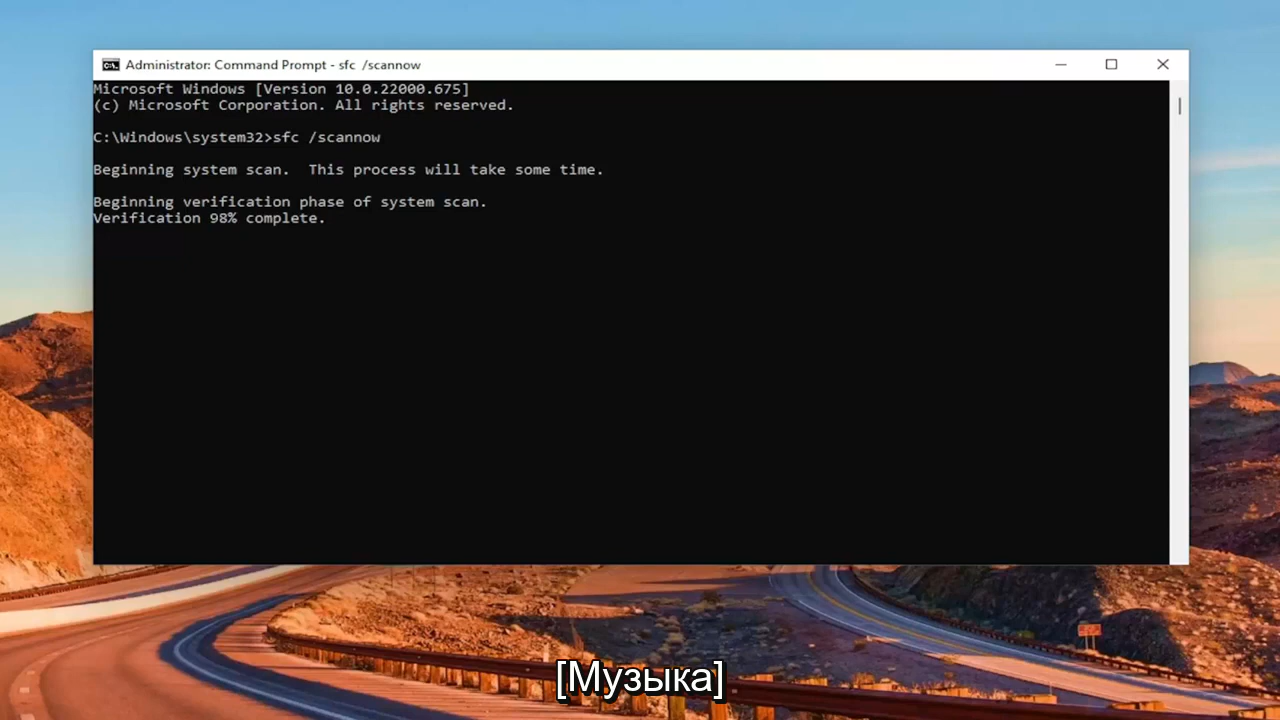 Administrator: Command Prompt - sfc  /scannow
Microsoft Windows [Version 10.0.22000.675]
(c) Microsoft Corporation. All rights reserved.
C:\Windows\system32>sfc /scannow
Beginning system scan.  This process will take some time.
Beginning verification phase of system scan.
Verification 98% complete.
[Музыка]